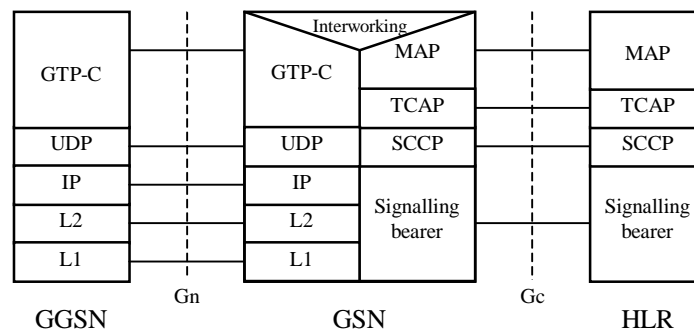 Interworking
GTP-C
GTP-C
MAP
MAP
TCAP
TCAP
UDP
UDP
SCCP
SCCP
IP
IP
L2
L2
Signalling
bearer
Signalling
bearer
L1
L1
Gn
Gc
GGSN
GSN
HLR